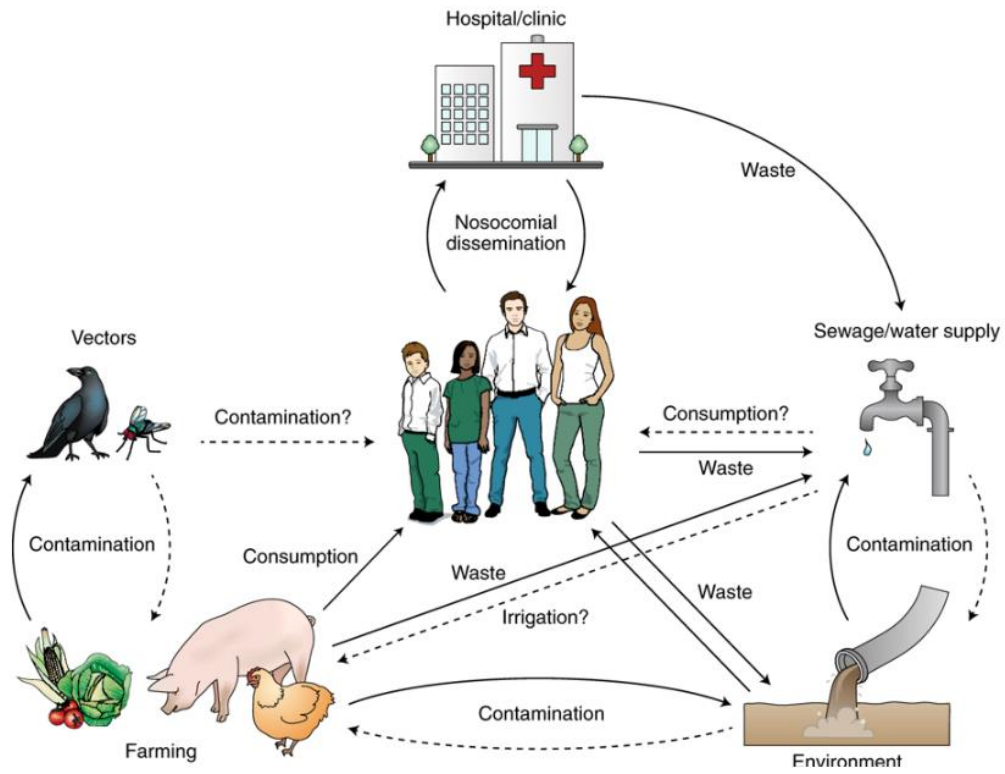 Hospital/clinic
Waste
Nosocomial
dissemination
Vectors
Sewage/water supply
Contamination?
Consumption?
Waste
Contamination
Consumption
Waste
Contamination
Irrigation?
Waste
Contamination
Farming
Environment